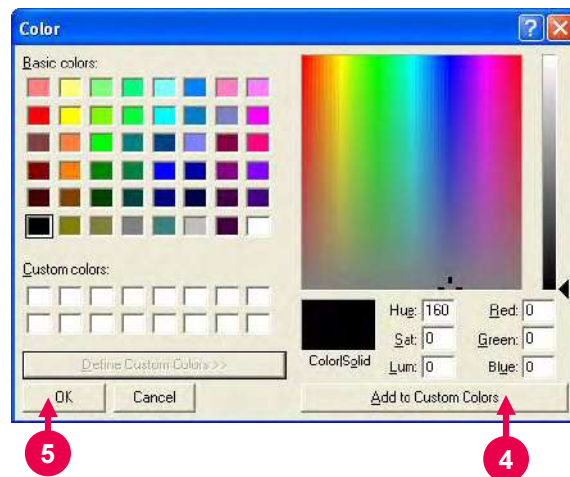 Color
Basic colors:
Custom colors:
Define Custom Colors >>
OK Cancel
Color|Solid
Hue: 160 Red: 0
Sat: 0 Green: 0
Lum: 0 Blue: 0
Add to Custom Colors
5 4